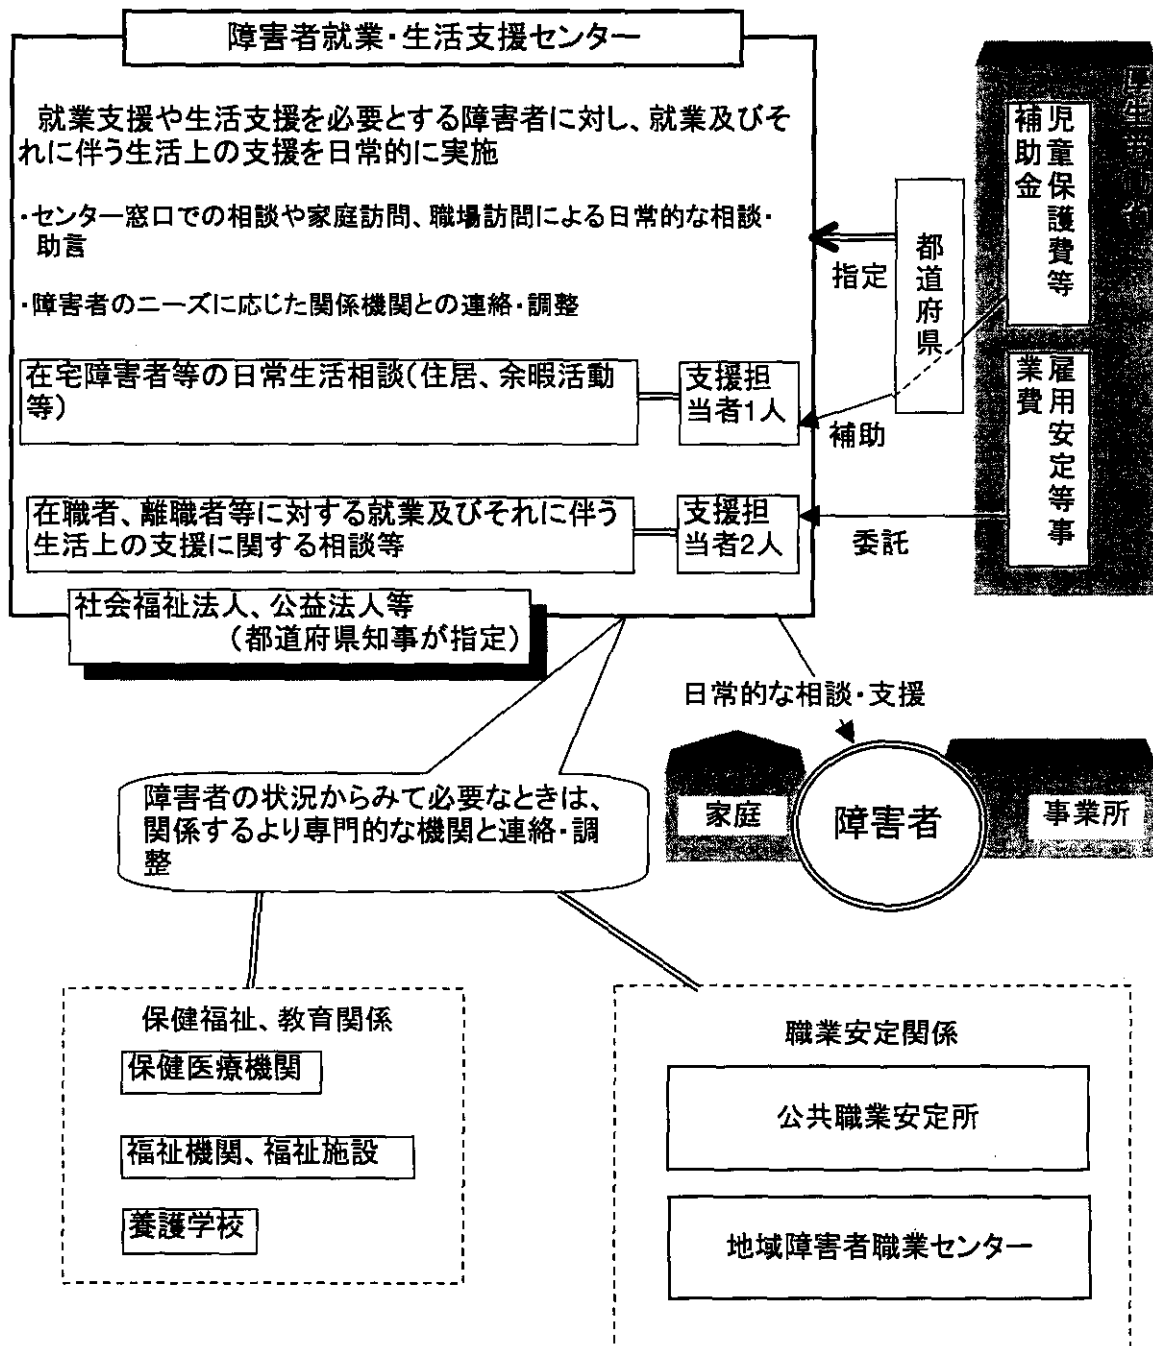 障害者就業・生活支援センター
就業支援や生活支援を必要とする障害者に対し、就業及びそ
れに伴う生活上の支援を日常的に実施
・センター窓口での相談や家庭訪問、職場訪問による日常的な相談・
助言
・障害者のニーズに応じた関係機関との連絡・調整
在宅障害者等の日常生活相談(住居、余暇活動
等)
支援担
当者1人
在職者、離職者等に対する就業及びそれに伴う
生活上の支援に関する相談等
支援担
当者2人
社会福祉法人、公益法人等
(都道府県知事が指定)
指定
都道府県
補助
委託
児童保護費等
補助金
雇用安定等事
業費
日常的な相談・支援
家庭
障害者
事業所
障害者の状況からみて必要なときは、
関係するより専門的な機関と連絡・調
整
保健福祉、教育関係
保健医療機関
福祉機関、福祉施設
養護学校
職業安定関係
公共職業安定所
地域障害者職業センター